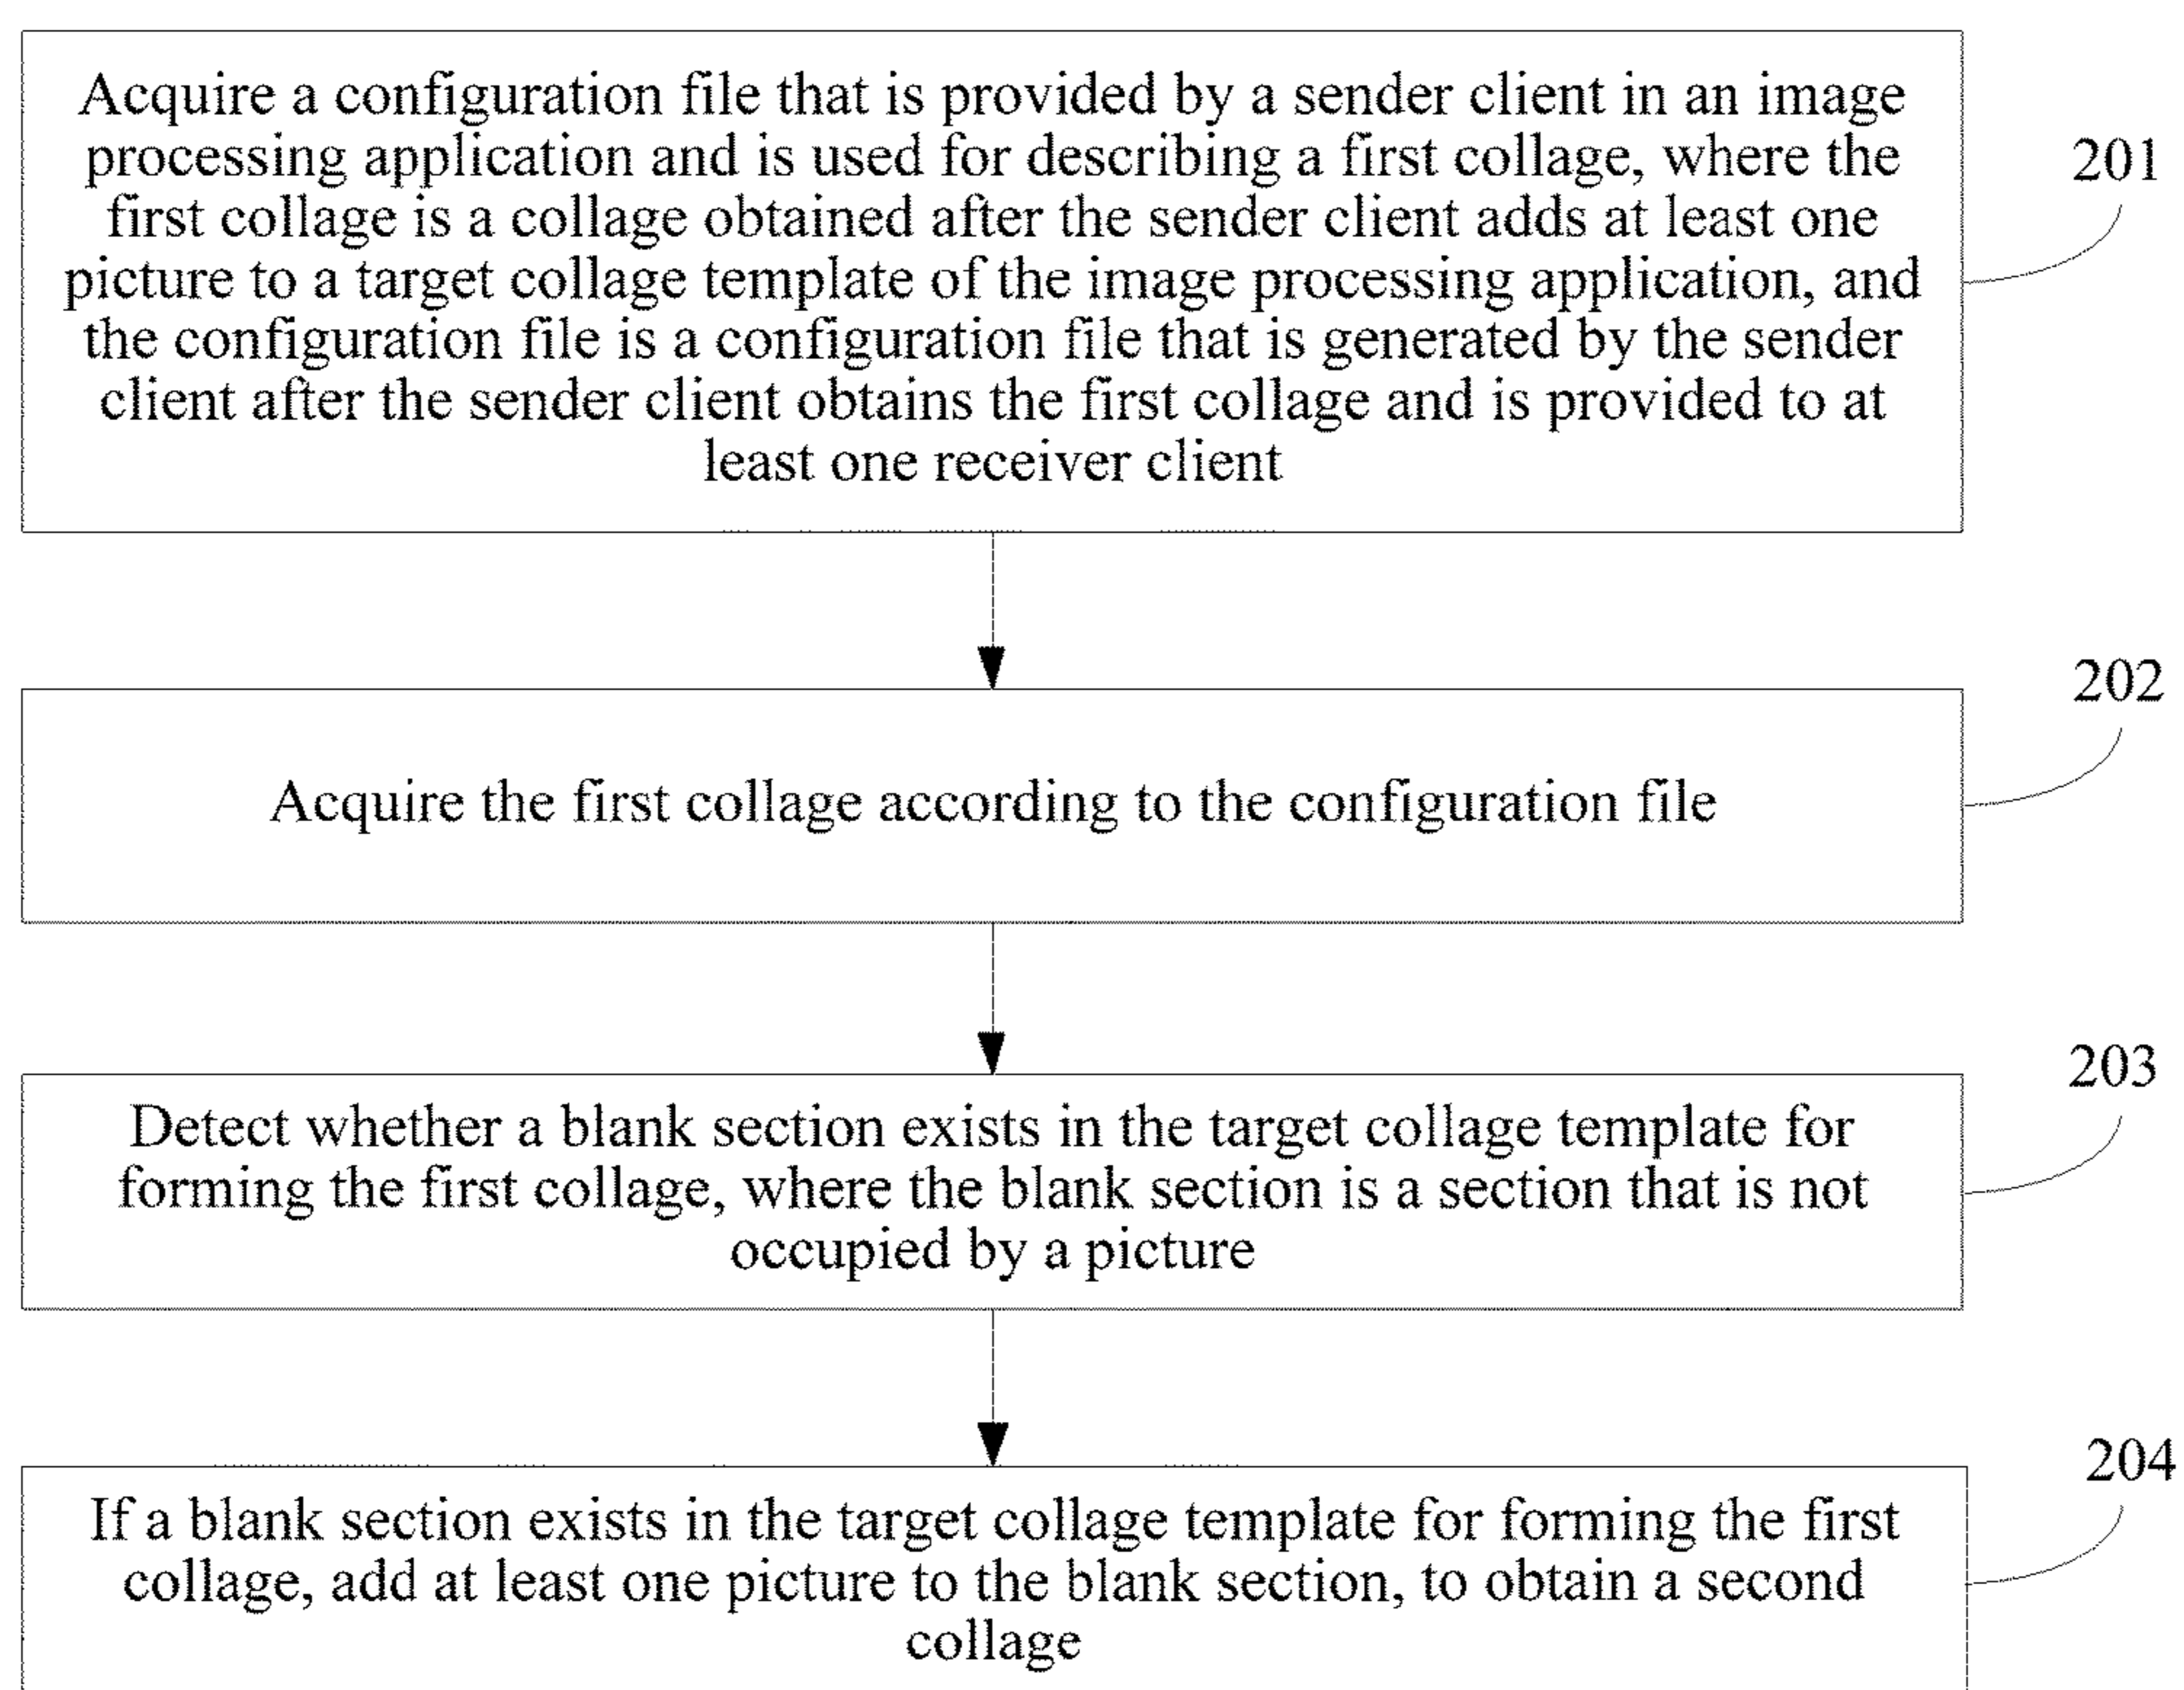 Acquire a configuration file that is provided by a sender client in an image
processing application and is used for describing a first collage, where the
first collage is a collage obtained after the sender client adds at least one
picture to a target collage template of the image processing application, and
the configuration file is a configuration file that is generated by the sender
client after the sender client obtains the first collage and is provided to at
least one receiver client
201
202
Acquire the first collage according to the configuration file
203
Detect whether a blank section exists in the target collage template for
forming the first collage, where the blank section is a section that is not
occupied by a picture
204
If a blank section exists in the target collage template for forming the first
collage, add at least one picture to the blank section, to obtain a second
collage